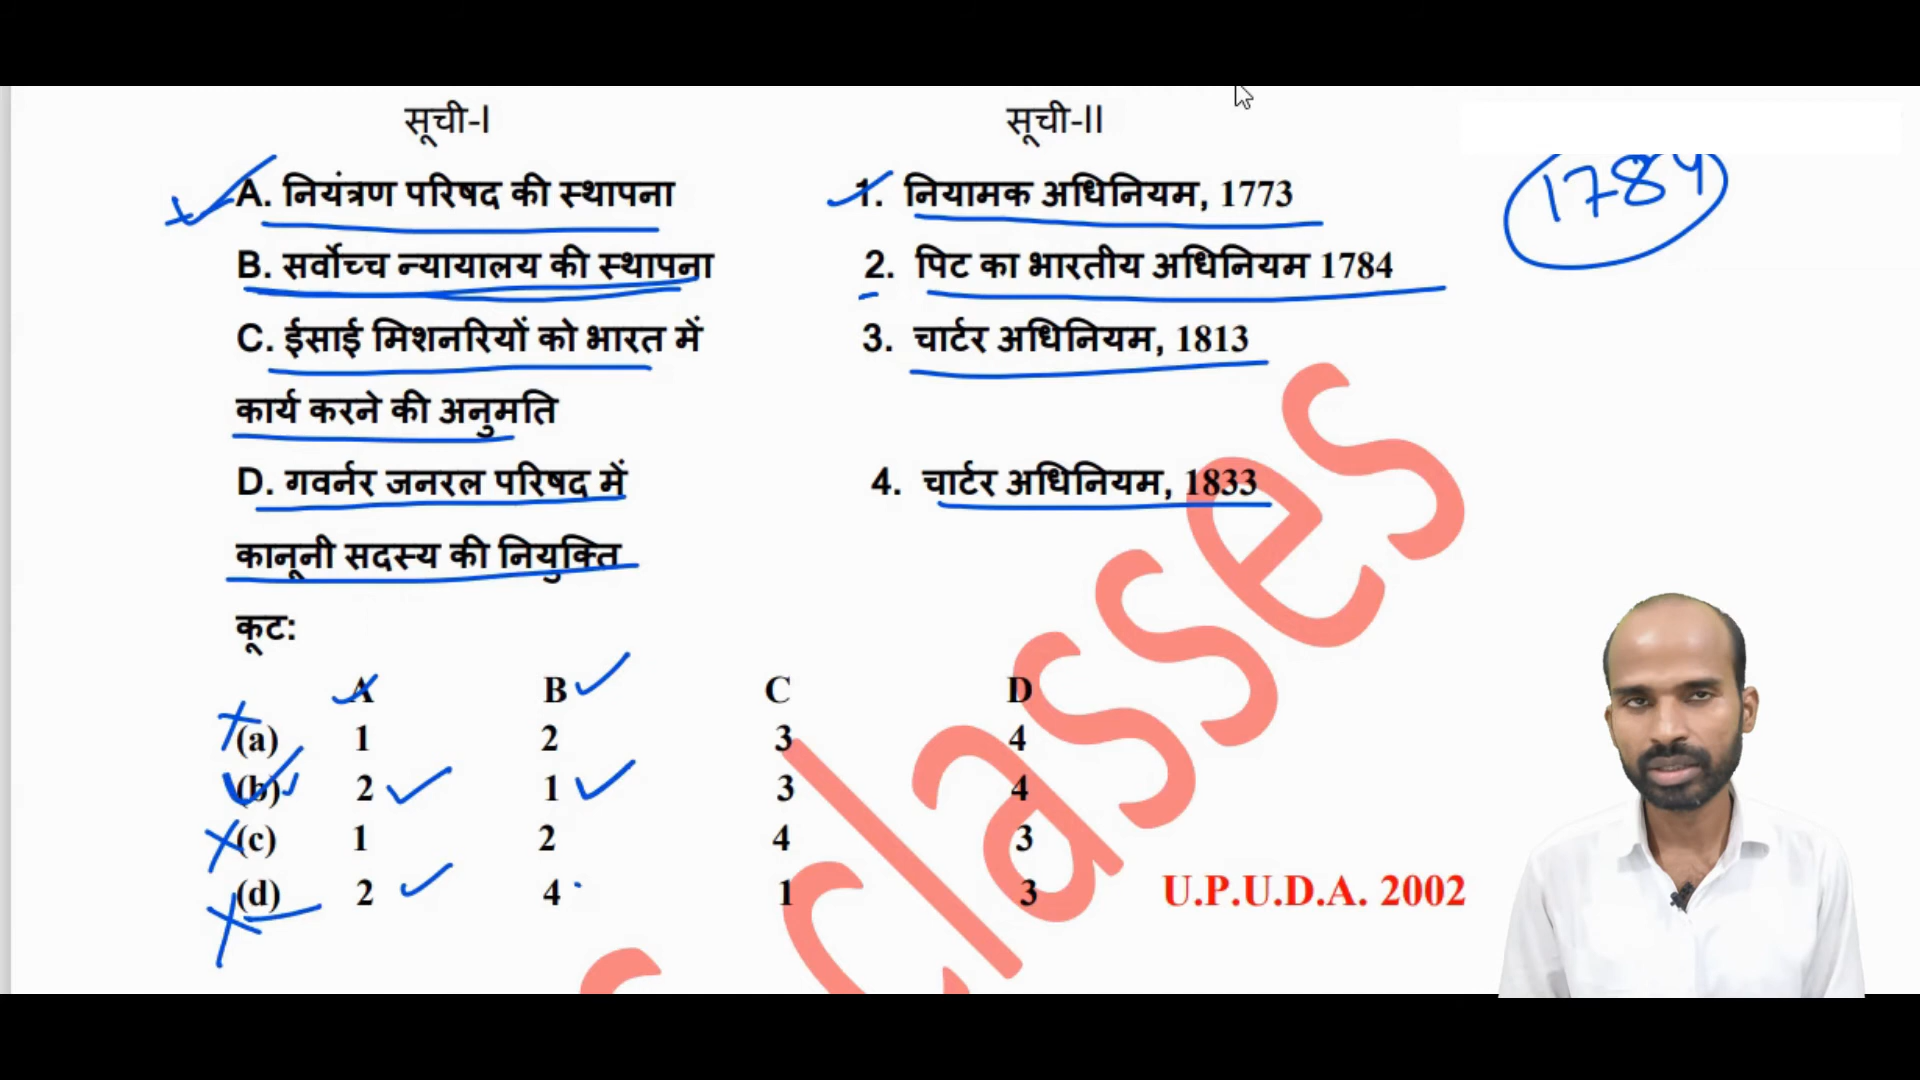 सूची-I सूची-II
1784
A. नियंत्रण परिषद की स्थापना 1. नियामक अधिनियम, 1773
B. सर्वोच्च न्यायालय की स्थापना 2. पिट का भारतीय अधिनियम 1784
C. ईसाई मिशनरियों को भारत में 3. चार्टर अधिनियम, 1813
कार्य करने की अनुमति
D. गवर्नर जनरल परिषद में 4. चार्टर अधिनियम, 1833
कानूनी सदस्य की नियुक्ति
कूट:
A B C D
(a) 1 2 3 4
(b) 2 1 3 4
(c) 1 2 4 3
(d) 2 4 1 3
U.P.U.D.A. 2002
classes